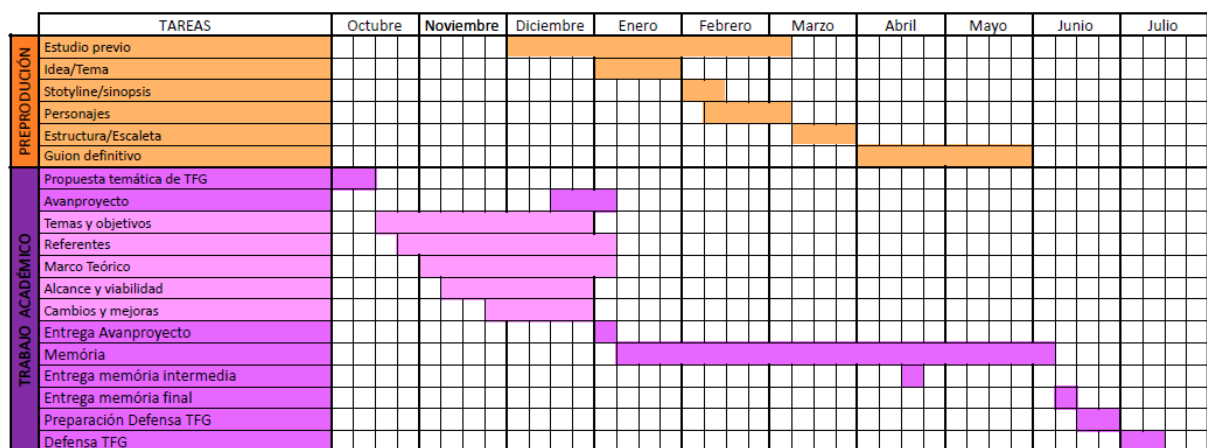 TAREAS Octubre Noviembre Diciembre Enero Febrero Marzo Abril Mayo Junio Julio
PREPRODUCIÓN
Estudio previo
Idea/Tema
Stotyline/sinopsis
Personajes
Estructura/Escaleta
Guion definitivo
TRABAJO ACADÉMICO
Propuesta temática de TFG
Avanproyecto
Temas y objetivos
Referentes
Marco Teórico
Alcance y viabilidad
Cambios y mejoras
Entrega Avanproyecto
Memória
Entrega memória intermedia
Entrega memória final
Preparación Defensa TFG
Defensa TFG